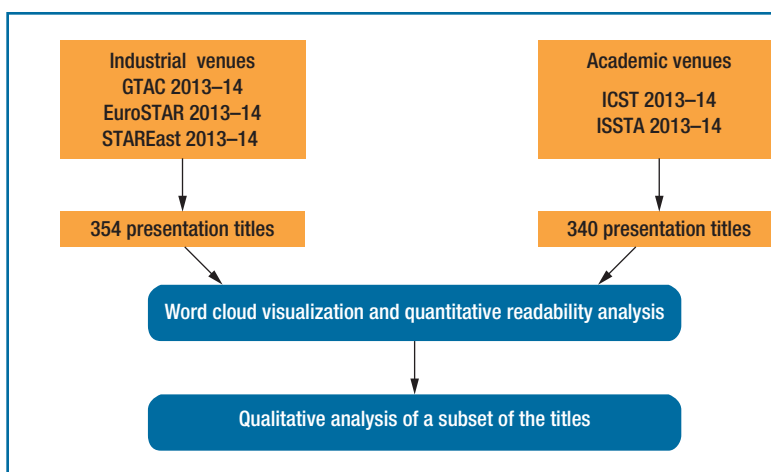 Industrial venues
GTAC 2013–14
EuroSTAR 2013–14
STAREast 2013–14
Academic venues
ICST 2013–14
ISSTA 2013–14
354 presentation titles
340 presentation titles
Word cloud visualization and quantitative readability analysis
Qualitative analysis of a subset of the titles